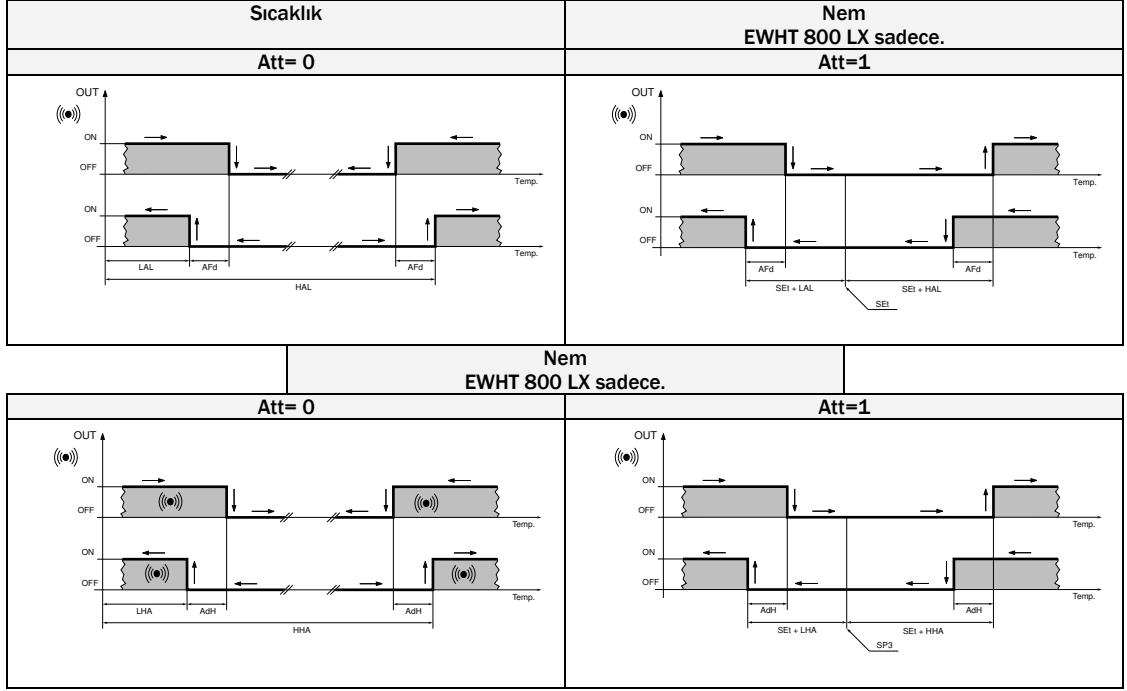 Sıcaklık
Nem
EWHT 800 LX sadece.
Att= 0
Att=1
OUT
ON
OFF
Temp.
ON
OFF
Temp.
LAL
AFd
AFd
HAL
OUT
ON
OFF
Temp.
ON
OFF
Temp.
AFd
AFd
SEt + LAL
SEt + HAL
SEt
Nem
EWHT 800 LX sadece.
Att= 0
Att=1
OUT
ON
OFF
Temp.
ON
OFF
Temp.
LHA
AdH
AdH
HHA
OUT
ON
OFF
Temp.
ON
OFF
Temp.
AdH
AdH
SEt + LHA
SEt + HHA
SP3